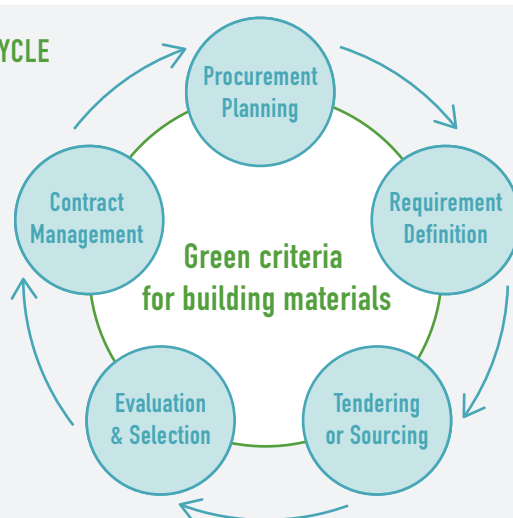 YCLE
Procurement
Planning
Requirement
Definition
Tendering
or Sourcing
Evaluation
& Selection
Contract
Management
Green criteria
for building materials